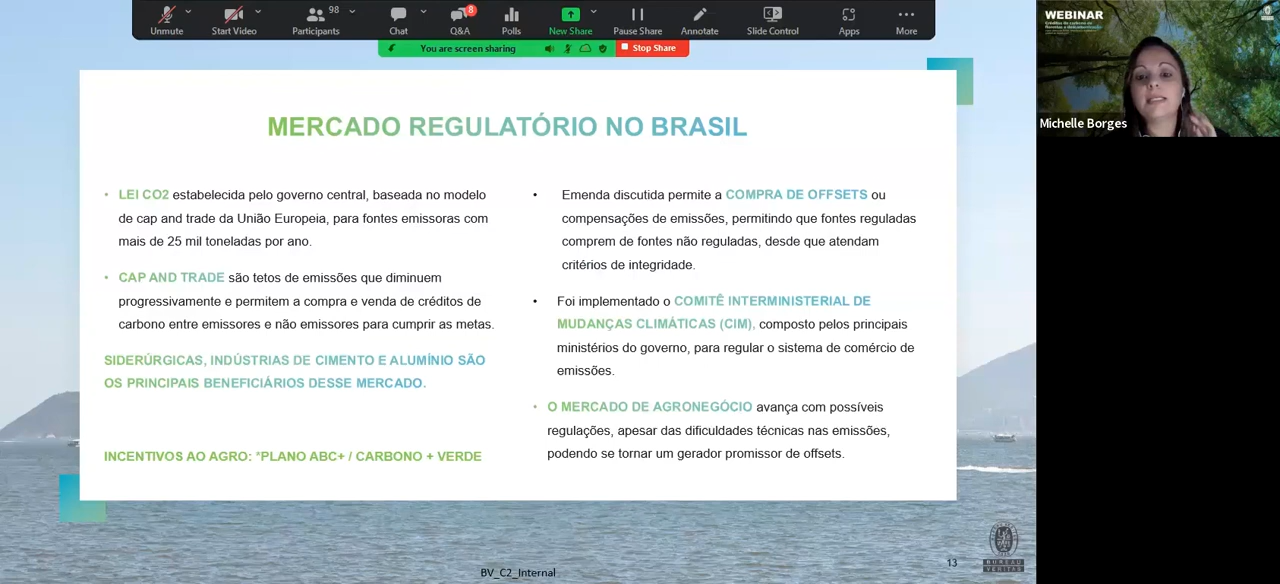 98
8
Unmute
Start Video
Participants
Chat
Q&A
Polls
New Share
Pause Share
Annotate
Slide Control
Apps
More
You are screen sharing
Stop Share
WEBINAR
Michelle Borges
MERCADO REGULATÓRIO NO BRASIL
• LEI CO2 estabelecida pelo governo central, baseada no modelo
de cap and trade da União Europeia, para fontes emissoras com
mais de 25 mil toneladas por ano.
• CAP AND TRADE são tetos de emissões que diminuem
progressivamente e permitem a compra e venda de créditos de
carbono entre emissores e não emissores para cumprir as metas.
SIDERÚRGICAS, INDÚSTRIAS DE CIMENTO E ALUMÍNIO SÃO
OS PRINCIPAIS BENEFICIÁRIOS DESSE MERCADO.
INCENTIVOS AO AGRO: *PLANO ABC+ / CARBONO + VERDE
• Emenda discutida permite a COMPRA DE OFFSETS ou
compensações de emissões, permitindo que fontes reguladas
comprem de fontes não reguladas, desde que atendam
critérios de integridade.
• Foi implementado o COMITÊ INTERMINISTERIAL DE
MUDANÇAS CLIMÁTICAS (CIM), composto pelos principais
ministérios do governo, para regular o sistema de comércio de
emissões.
• O MERCADO DE AGRONEGÓCIO avança com possíveis
regulações, apesar das dificuldades técnicas nas emissões,
podendo se tornar um gerador promissor de offsets.
13
BUREAU
VERITAS
BV_C2_Internal